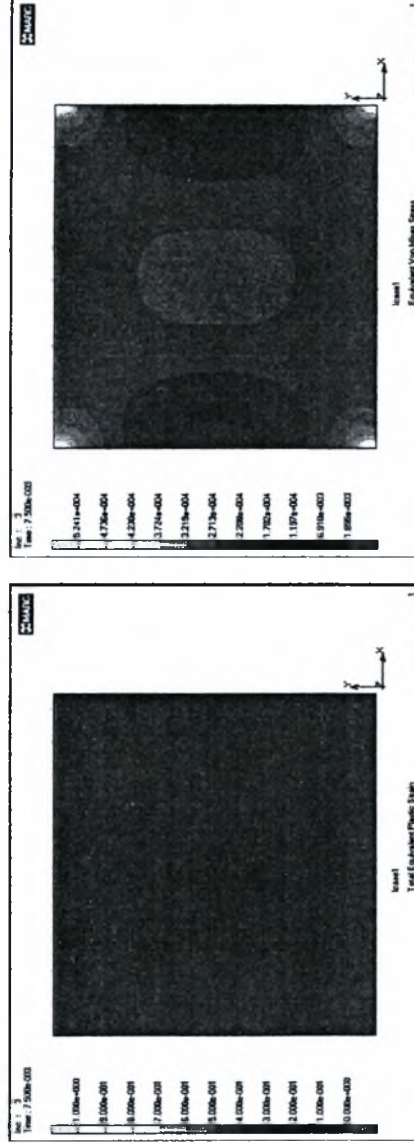 Inc : 3
Time : 7.500e-003
MARC
1.000e+000
9.000e-001
8.000e-001
7.000e-001
6.000e-001
5.000e-001
4.000e-001
3.000e-001
2.000e-001
1.000e-001
0.000e+000
Y
Z X
lcase1
Total Equivalent Plastic Strain
1
Inc : 3
Time : 7.500e-003
MARC
5.241e+004
4.736e+004
4.230e+004
3.724e+004
3.219e+004
2.713e+004
2.208e+004
1.702e+004
1.197e+004
6.910e+003
1.855e+003
Y
Z X
lcase1
Equivalent Von Mises Stress
1